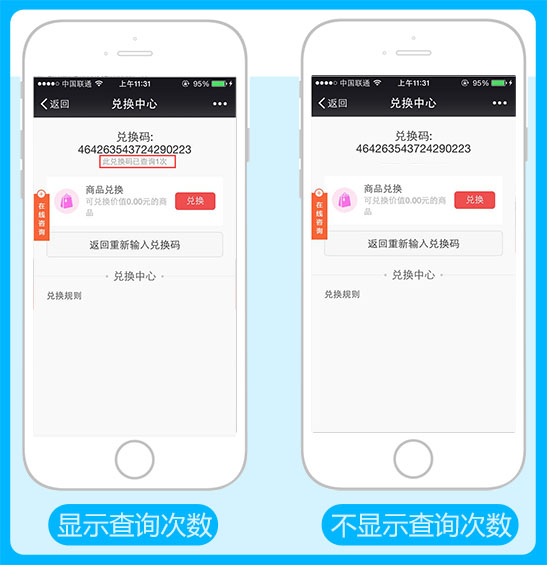 中国联通 上午11:31 95%
返回 兑换中心
兑换码:
464263543724290223
此兑换码已查询1次
商品兑换
可兑换价值0.00元的商
品
兑换
在线咨询
返回重新输入兑换码
兑换中心
兑换规则
显示查询次数
中国联通 上午11:31 95%
返回 兑换中心
兑换码:
464263543724290223
商品兑换
可兑换价值0.00元的商
品
兑换
在线咨询
返回重新输入兑换码
兑换中心
兑换规则
不显示查询次数